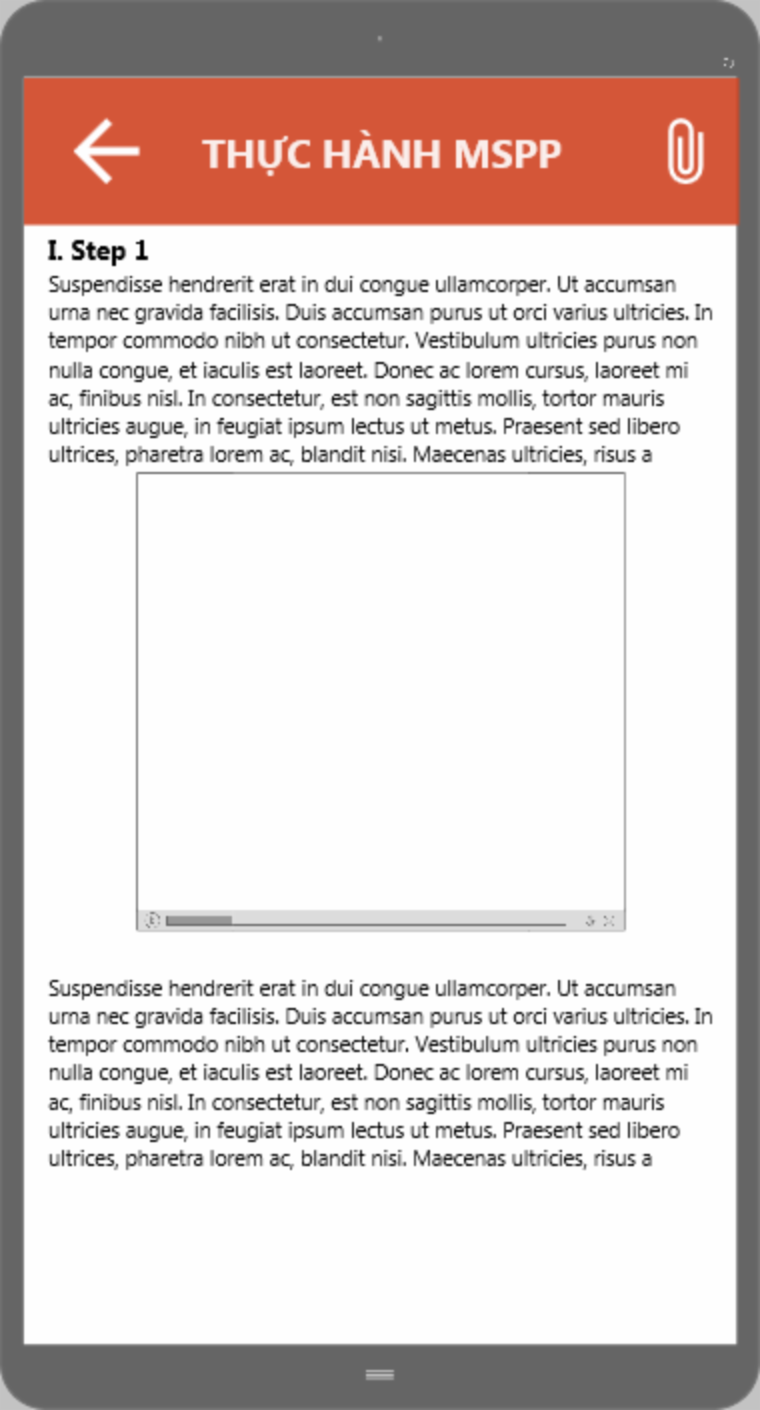 THỰC HÀNH MSPP
I. Step 1
Suspendisse hendrerit erat in dui congue ullamcorper. Ut accumsan
urna nec gravida facilisis. Duis accumsan purus ut orci varius ultricies. In
tempor commodo nibh ut consectetur. Vestibulum ultricies purus non
nulla congue, et iaculis est laoreet. Donec ac lorem cursus, laoreet mi
ac, finibus nisl. In consectetur, est non sagittis mollis, tortor mauris
ultricies augue, in feugiat ipsum lectus ut metus. Praesent sed libero
ultrices, pharetra lorem ac, blandit nisi. Maecenas ultricies, risus a
Suspendisse hendrerit erat in dui congue ullamcorper. Ut accumsan
urna nec gravida facilisis. Duis accumsan purus ut orci varius ultricies. In
tempor commodo nibh ut consectetur. Vestibulum ultricies purus non
nulla congue, et iaculis est laoreet. Donec ac lorem cursus, laoreet mi
ac, finibus nisl. In consectetur, est non sagittis mollis, tortor mauris
ultricies augue, in feugiat ipsum lectus ut metus. Praesent sed libero
ultrices, pharetra lorem ac, blandit nisi. Maecenas ultricies, risus a